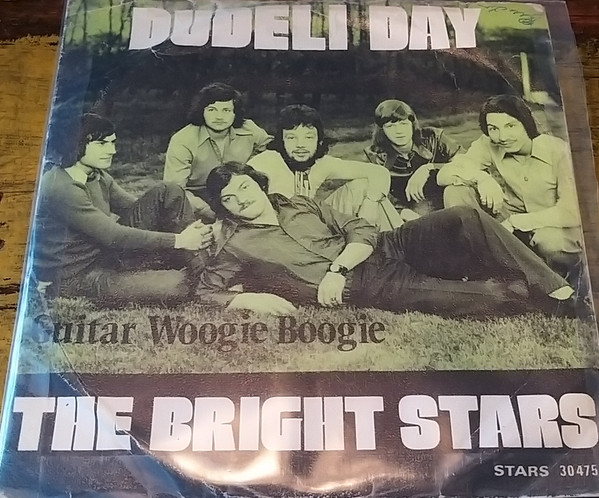 DUDELI DAY
Guitar Woogie Boogie
THE BRIGHT STARS
STARS 30475